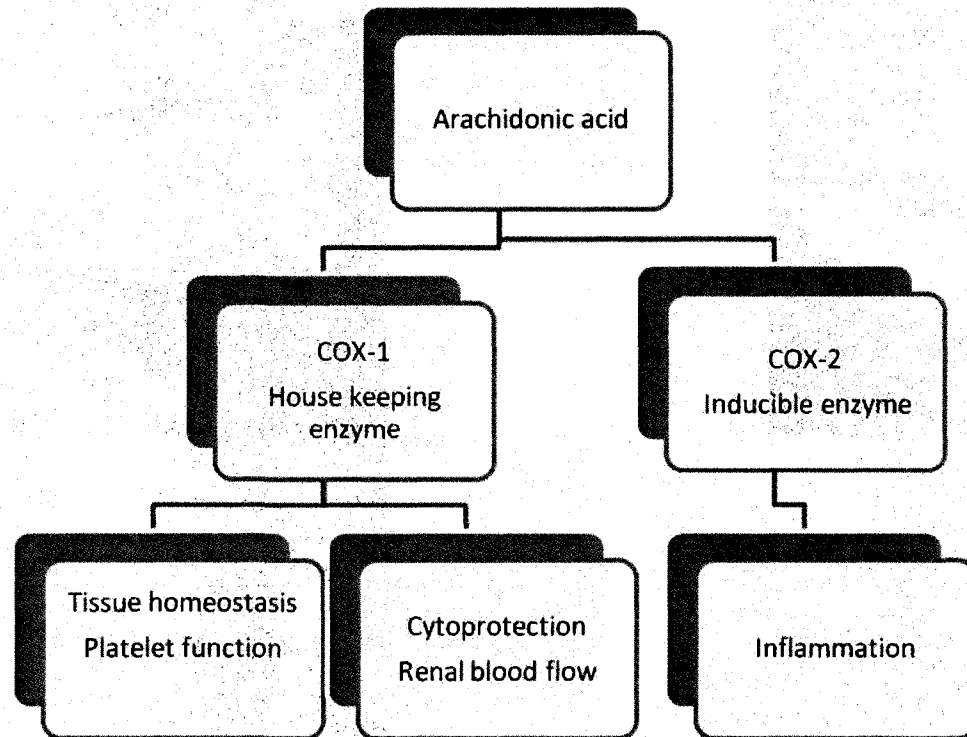 Arachidonic acid
COX-1
House keeping
enzyme
COX-2
Inducible enzyme
Tissue homeostasis
Platelet function
Cytoprotection
Renal blood flow
Inflammation